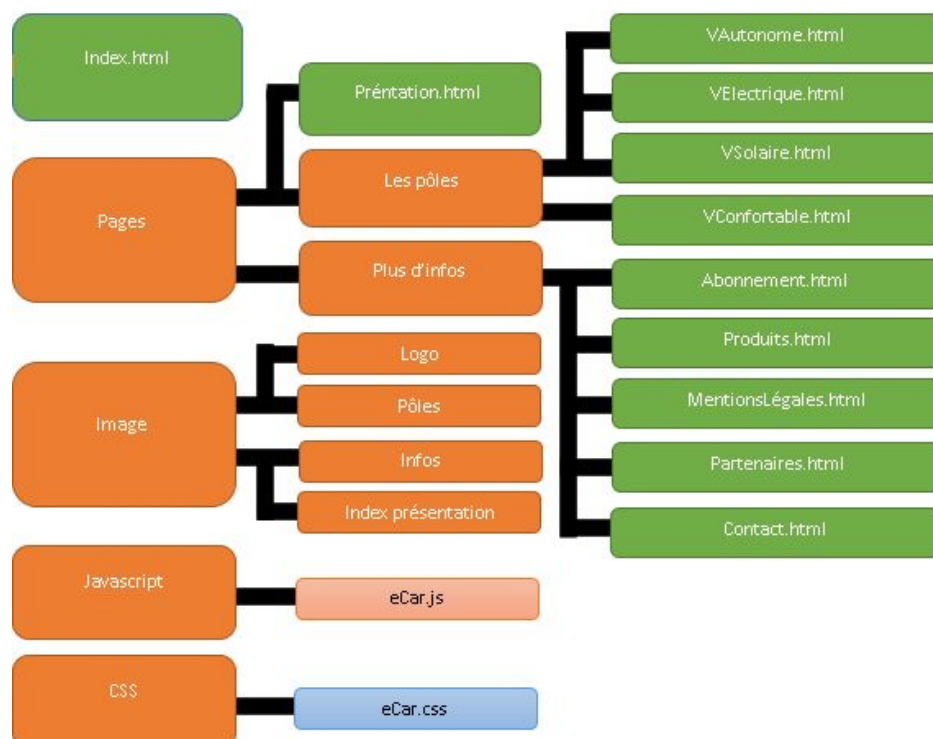 Index.html
Pages
Préntation.html
Les pôles
VAutonome.html
VElectrique.html
VSolaire.html
VConfortable.html
Plus d'infos
Abonnement.html
Produits.html
MentionsLégales.html
Partenaires.html
Contact.html
Image
Logo
Pôles
Infos
Index présentation
Javascript
eCar.js
CSS
eCar.css